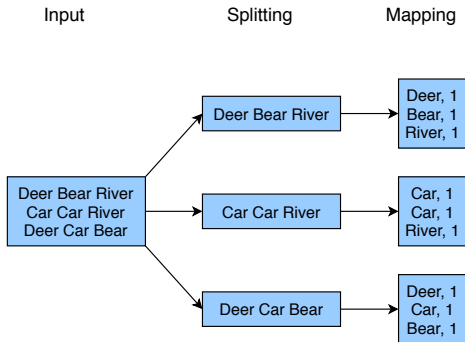 Input
Splitting
Mapping
Deer Bear River
Car Car River
Deer Car Bear
Deer Bear River
Car Car River
Deer Car Bear
Deer, 1
Bear, 1
River, 1
Car, 1
Car, 1
River, 1
Deer, 1
Car, 1
Bear, 1